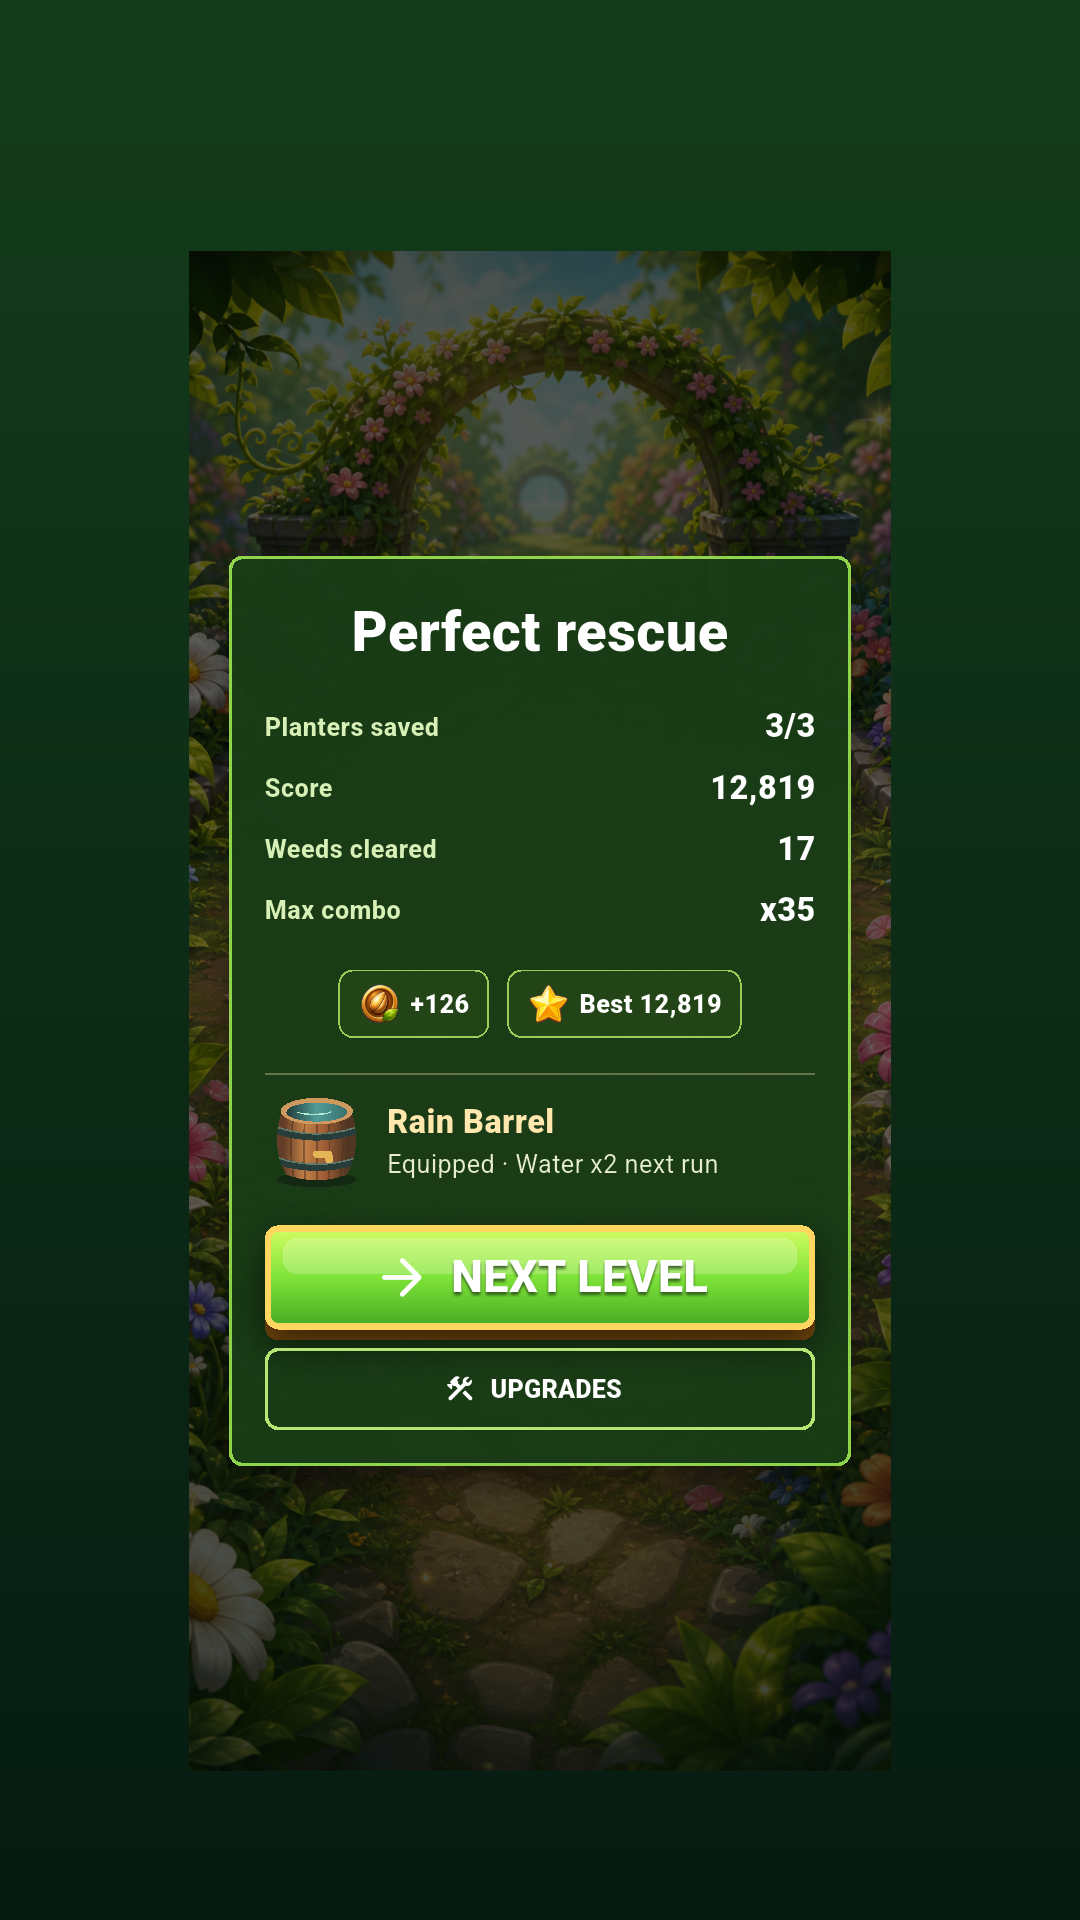 Perfect rescue
Planters saved 3/3
Score 12,819
Weeds cleared 17
Max combo x35
+126 Best 12,819
Rain Barrel
Equipped · Water x2 next run
NEXT LEVEL
UPGRADES